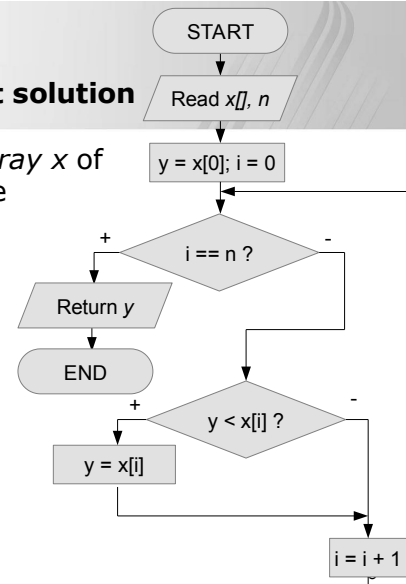 START
t solution
Read x[], n
ray x of
y = x[0]; i = 0
e
+
i == n ?
-
Return y
END
+
y < x[i] ?
-
y = x[i]
i = i + 1